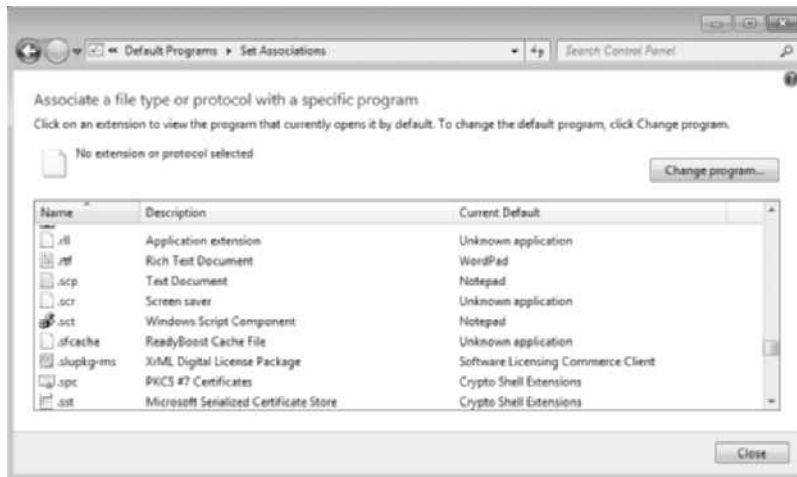 « Default Programs ▸ Set Associations
Search Control Panel
Associate a file type or protocol with a specific program
Click on an extension to view the program that currently opens it by default. To change the default program, click Change program.
No extension or protocol selected
Change program...
Name Description Current Default
.rll Application extension Unknown application
.rtf Rich Text Document WordPad
.scp Text Document Notepad
.scr Screen saver Unknown application
.sct Windows Script Component Notepad
.sfcache ReadyBoost Cache File Unknown application
.slupkg-ms XrML Digital License Package Software Licensing Commerce Client
.spc PKCS #7 Certificates Crypto Shell Extensions
.sst Microsoft Serialized Certificate Store Crypto Shell Extensions
Close